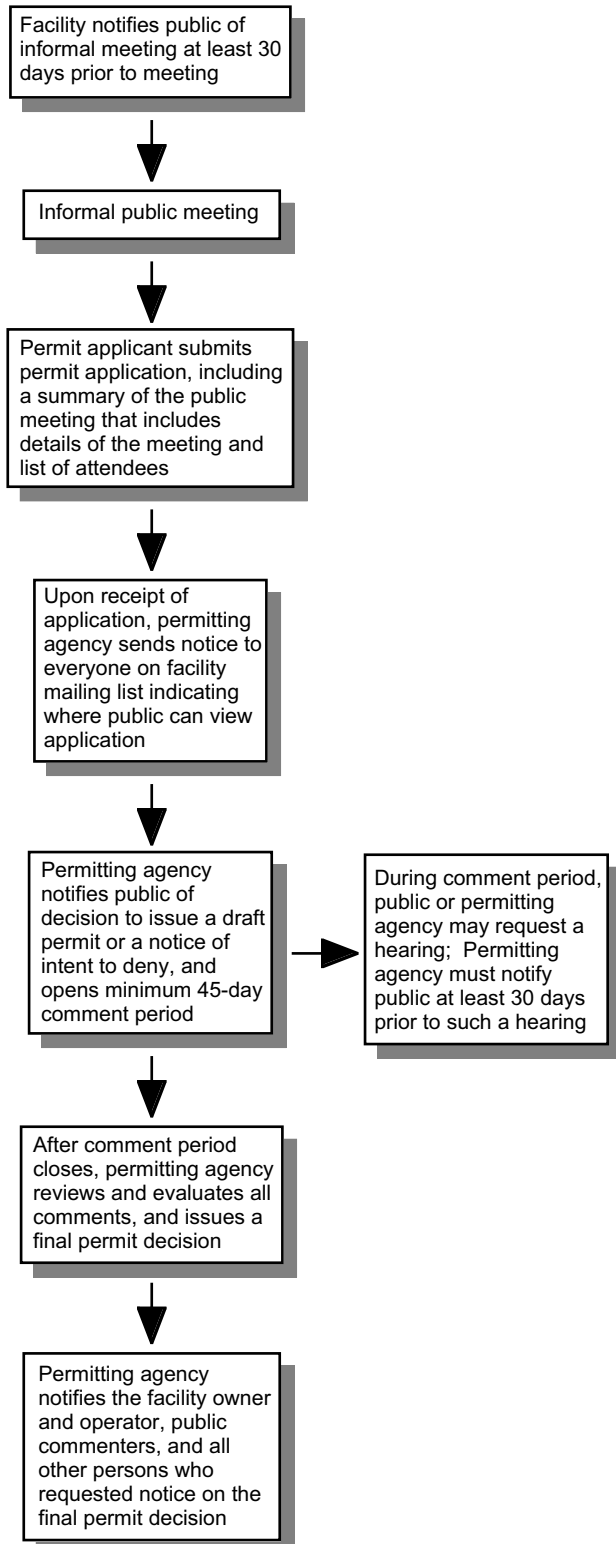 Facility notifies public of
informal meeting at least 30
days prior to meeting
Informal public meeting
Permit applicant submits
permit application, including
a summary of the public
meeting that includes
details of the meeting and
list of attendees
Upon receipt of
application, permitting
agency sends notice to
everyone on facility
mailing list indicating
where public can view
application
Permitting agency
notifies public of
decision to issue a draft
permit or a notice of
intent to deny, and
opens minimum 45-day
comment period
During comment period,
public or permitting
agency may request a
hearing;  Permitting
agency must notify
public at least 30 days
prior to such a hearing
After comment period
closes, permitting agency
reviews and evaluates all
comments, and issues a
final permit decision
Permitting agency
notifies the facility owner
and operator, public
commenters, and all
other persons who
requested notice on the
final permit decision